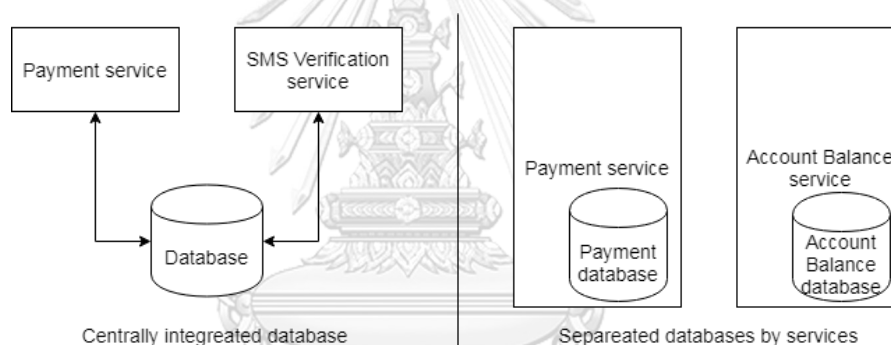 Payment service
SMS Verification
service
Database
Centrally integreated database
Payment service
Payment
database
Account Balance
service
Account
Balance
database
Separeated databases by services